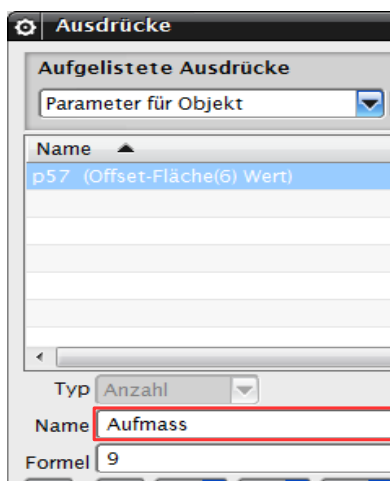 Ausdrücke
Aufgelistete Ausdrücke
Parameter für Objekt
Name
p57 (Offset-Fläche(6) Wert)
Typ Anzahl
Name Aufmass
Formel 9